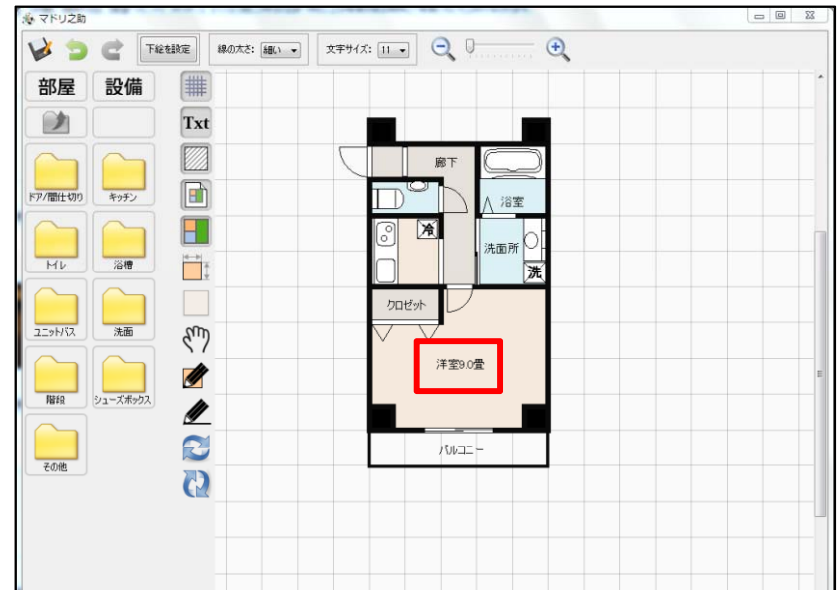 マドリ之助
下絵を設定
線の太さ: 細い
文字サイズ: 11
部屋
設備
Txt
ドア/間仕切り
キッチン
トイレ
浴槽
ユニットバス
洗面
階段
シューズボックス
その他
廊下
浴室
冷
洗面所
洗
クロゼット
洋室9.0畳
バルコニー